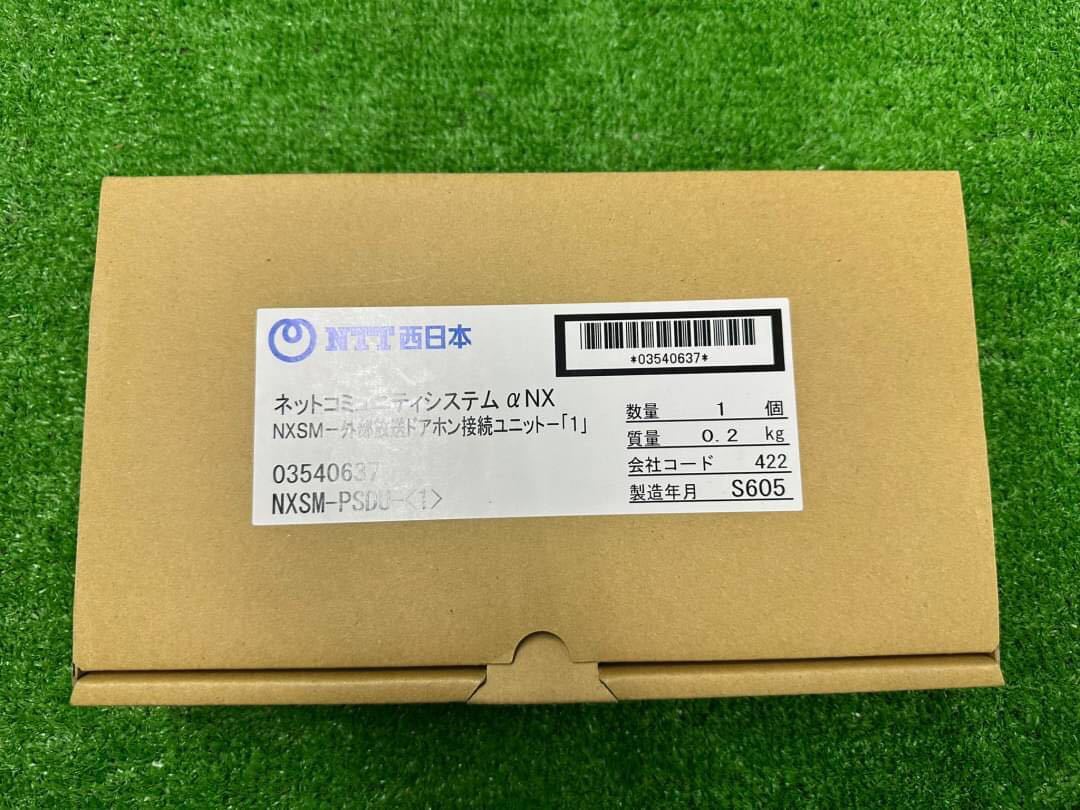 NTT西日本
*03540637*
ネットコミュニティシステム αNX
NXSM-外部放送ドアホン接続ユニット-「1」
03540637
NXSM-PSDU-<1>
数量 1 個
質量 0.2 kg
会社コード 422
製造年月 S605